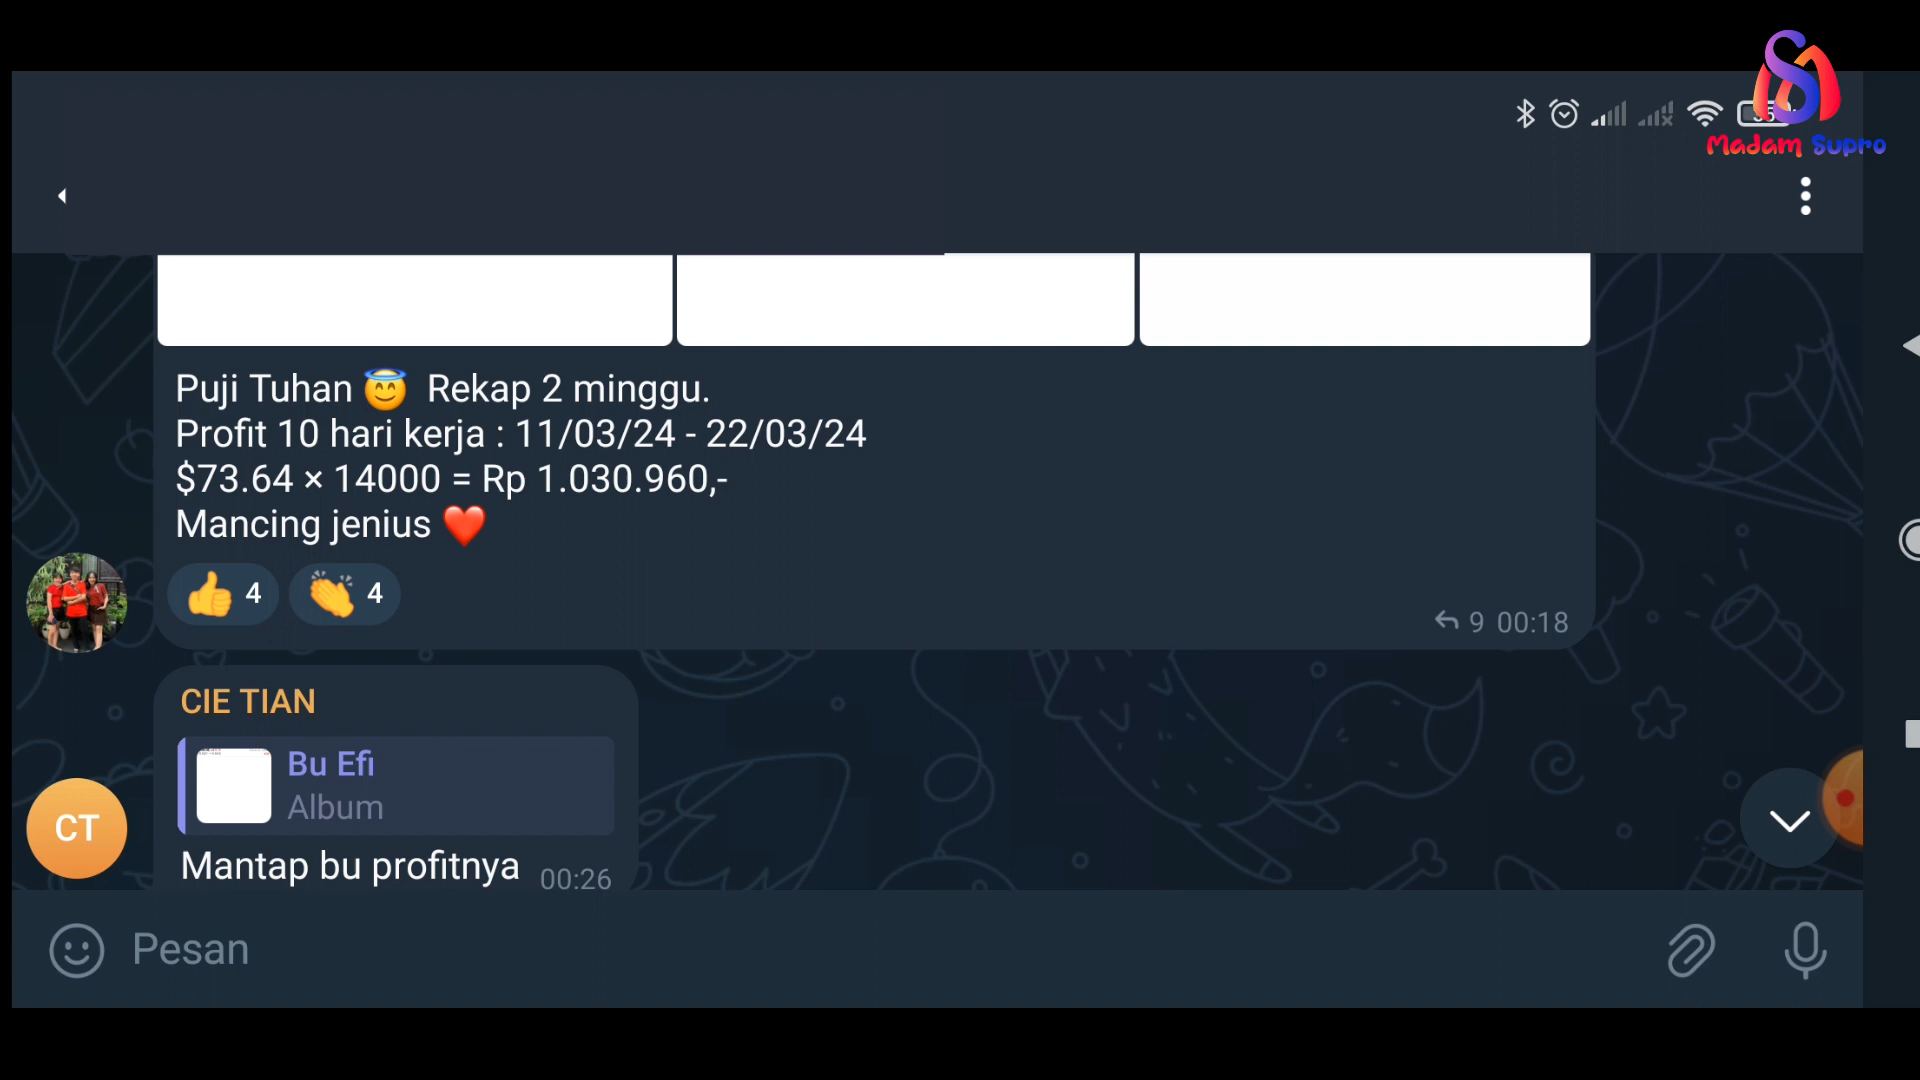 Madam Supro
Puji Tuhan 😇 Rekap 2 minggu.
Profit 10 hari kerja : 11/03/24 - 22/03/24
$73.64 × 14000 = Rp 1.030.960,-
Mancing jenius ❤️
👍 4 👏 4
9 00:18
CIE TIAN
Bu Efi
Album
CT
Mantap bu profitnya 00:26
Pesan